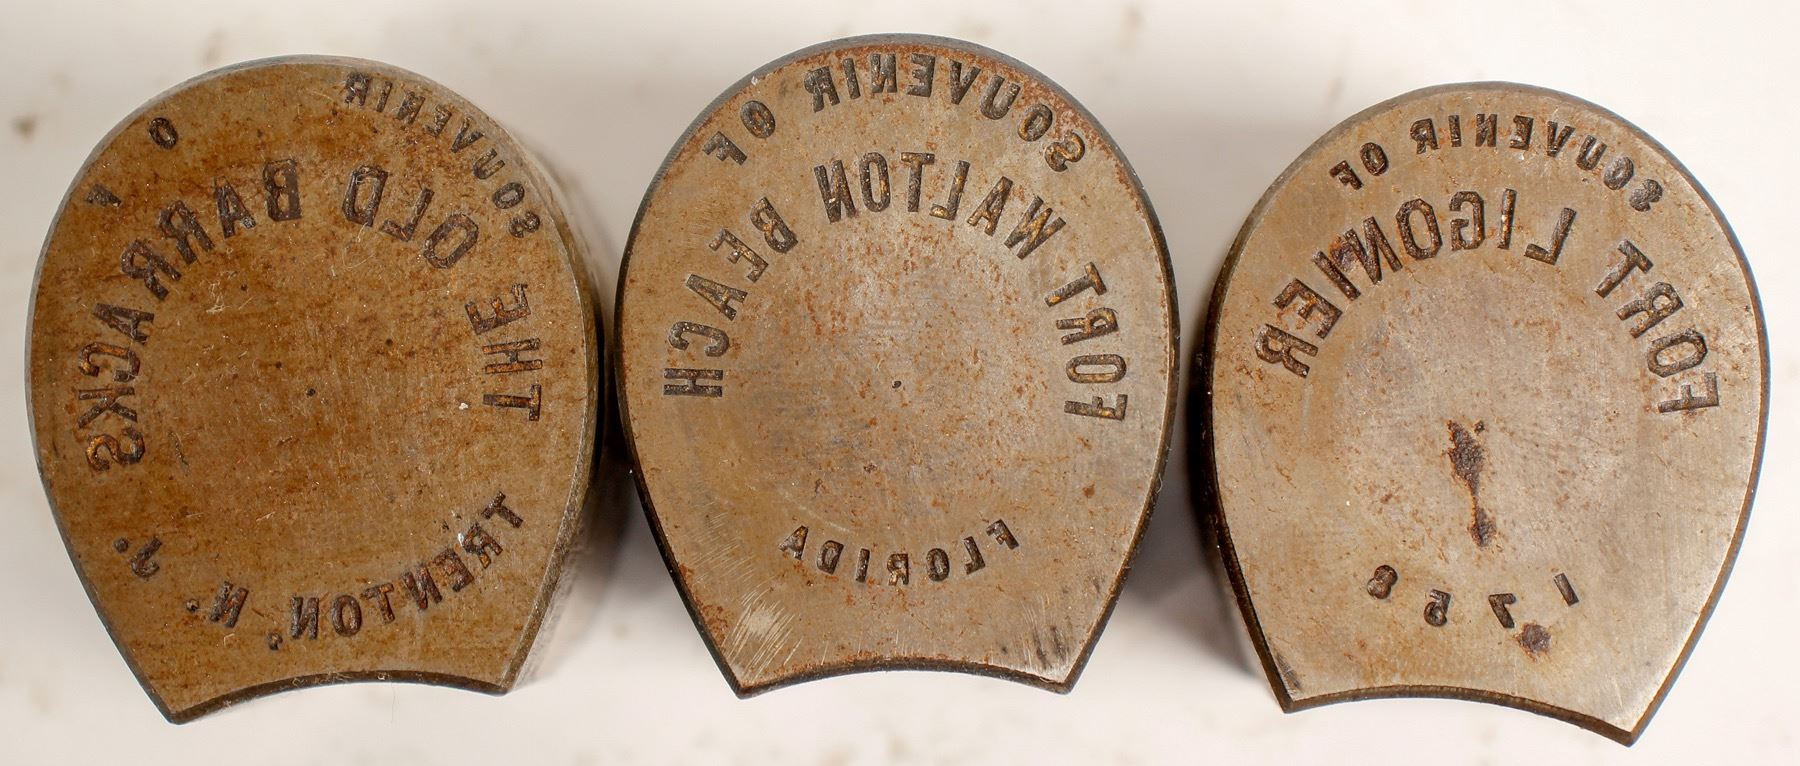 SOUVENIR OF
THE OLD BARRACKS
TRENTON, N. J.
SOUVENIR OF
FORT WALTON BEACH
FLORIDA
SOUVENIR OF
FORT LIGONIER
1758